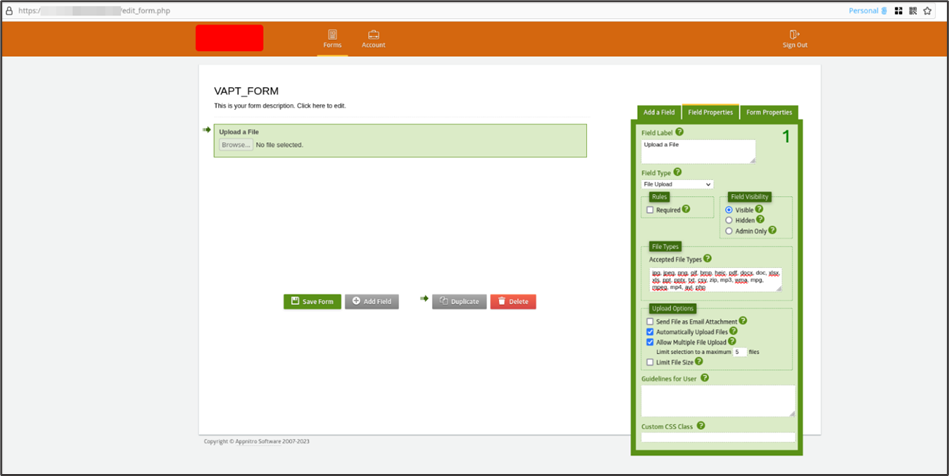 https:/
/edit_form.php
Personal
Forms
Account
Sign Out
VAPT_FORM
This is your form description. Click here to edit.
Upload a File
Browse... No file selected.
Save Form
Add Field
Duplicate
Delete
Add a Field
Field Properties
Form Properties
1
Field Label
Upload a File
Field Type
File Upload
Rules
Required
Field Visibility
Visible
Hidden
Admin Only
File Types
Accepted File Types
jpg, jpeg, png, gif, bmp, heic, pdf, docx, doc, xlsx,
xls, ppt, pptx, txt, csv, zip, mp3, wma, mpg,
mpeg, mp4, avi, php
Upload Options
Send File as Email Attachment
Automatically Upload Files
Allow Multiple File Upload
Limit selection to a maximum 5 files
Limit File Size
Guidelines for User
Custom CSS Class
Copyright © Appnitro Software 2007-2023